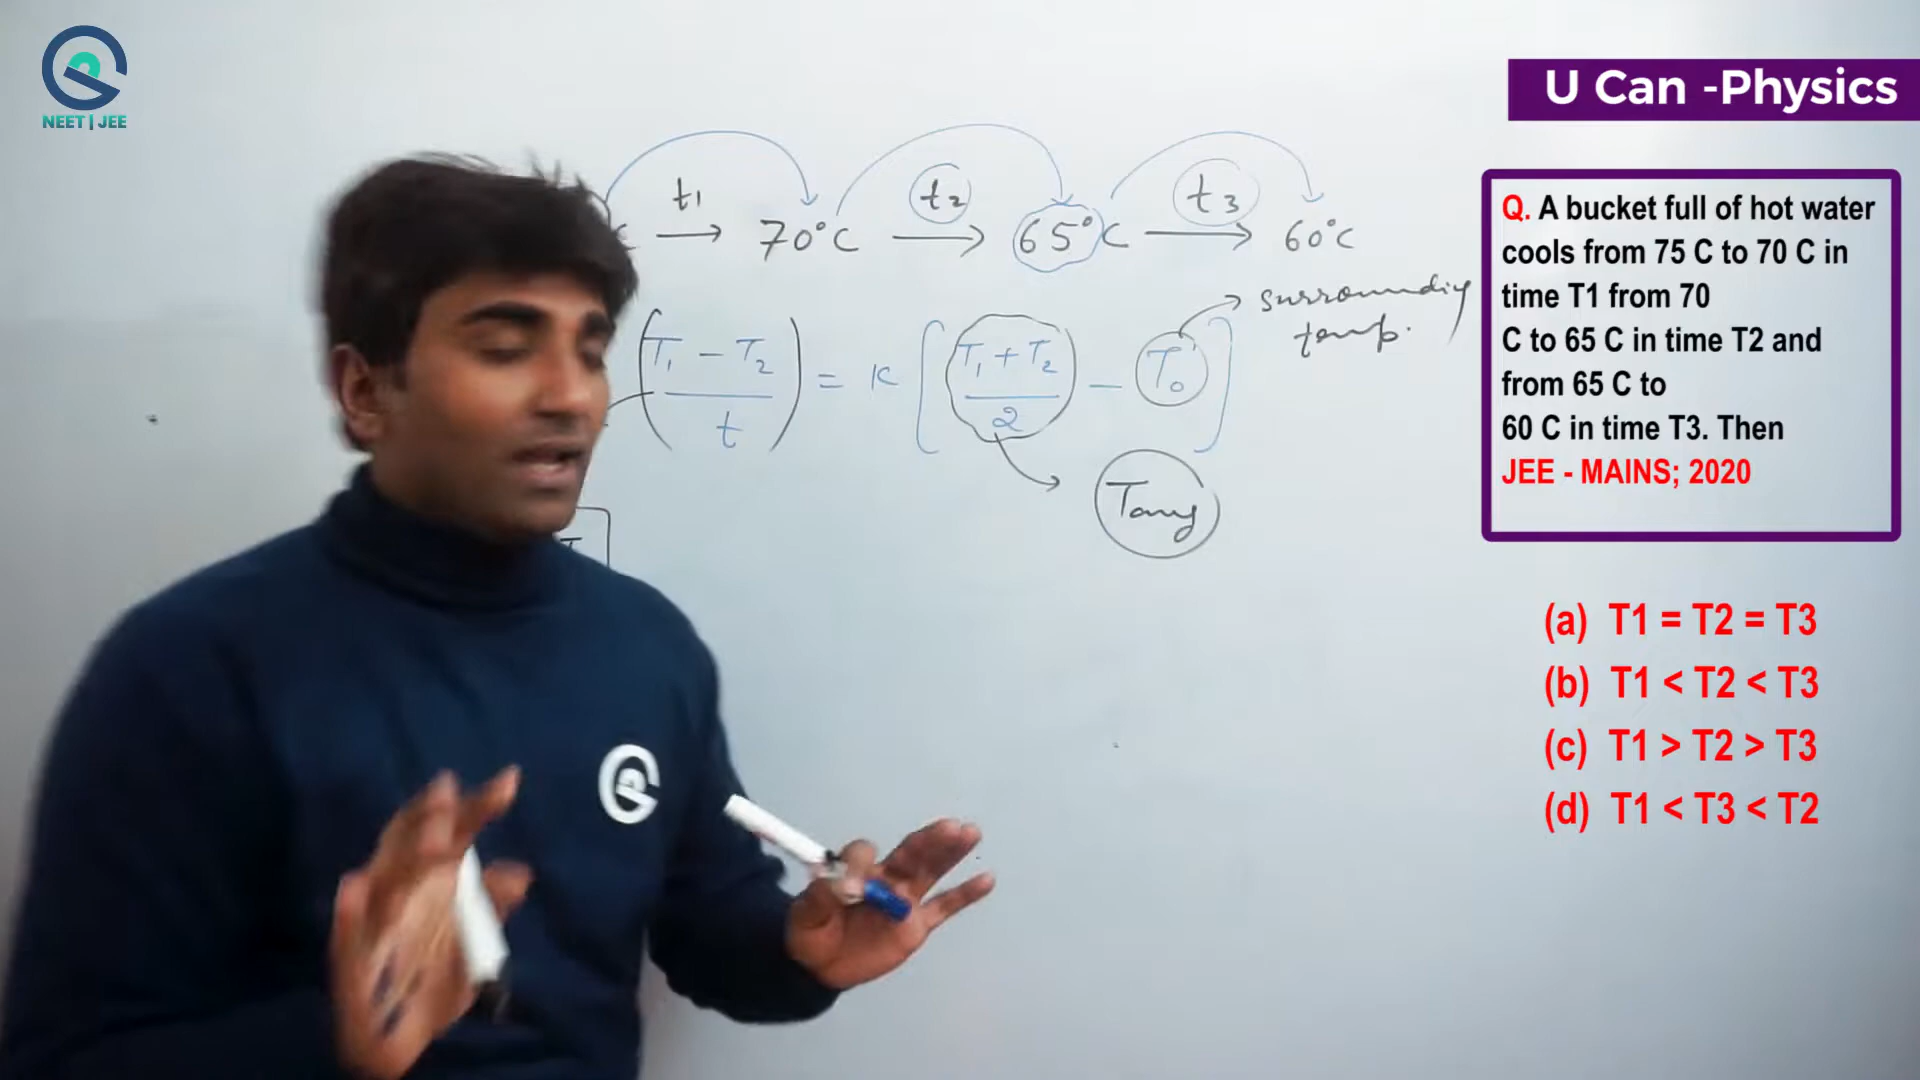 NEET | JEE
U Can -Physics
Q. A bucket full of hot water
cools from 75 C to 70 C in
time T1 from 70
C to 65 C in time T2 and
from 65 C to
60 C in time T3. Then
JEE - MAINS; 2020
(a) T1 = T2 = T3
(b) T1 < T2 < T3
(c) T1 > T2 > T3
(d) T1 < T3 < T2
C t1 → 70°C t2 → 65°C t3 → 60°C
surrounding
temp.
(T1 - T2 / t) = K [T1 + T2 / 2 - T0]
Tavg